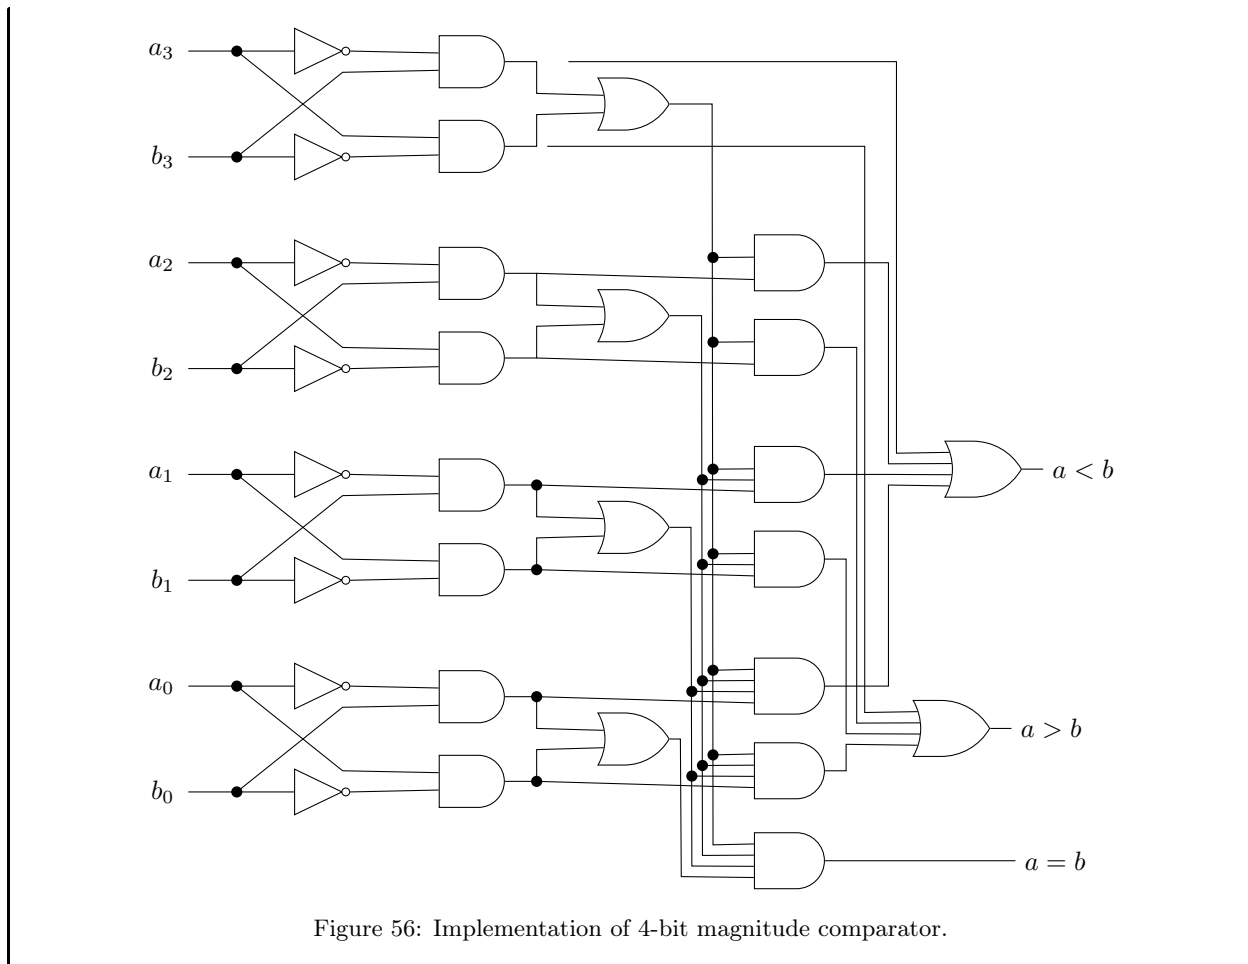 a₃
b₃
a₂
b₂
a₁
b₁
a₀
b₀
a < b
a > b
a = b
Figure 56: Implementation of 4-bit magnitude comparator.